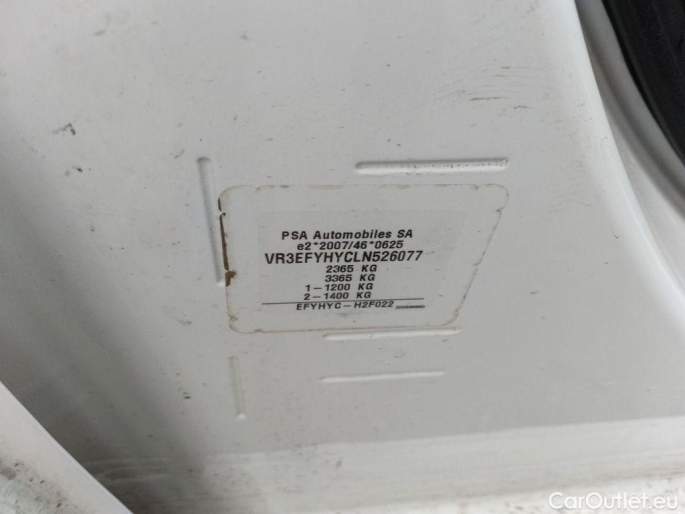 PSA Automobiles SA
e2*2007/46*0625
VR3EFYHYCLN526077
2365 KG
3365 KG
1-1200 KG
2-1400 KG
EFYHYC-H2F022
CarOutlet.eu